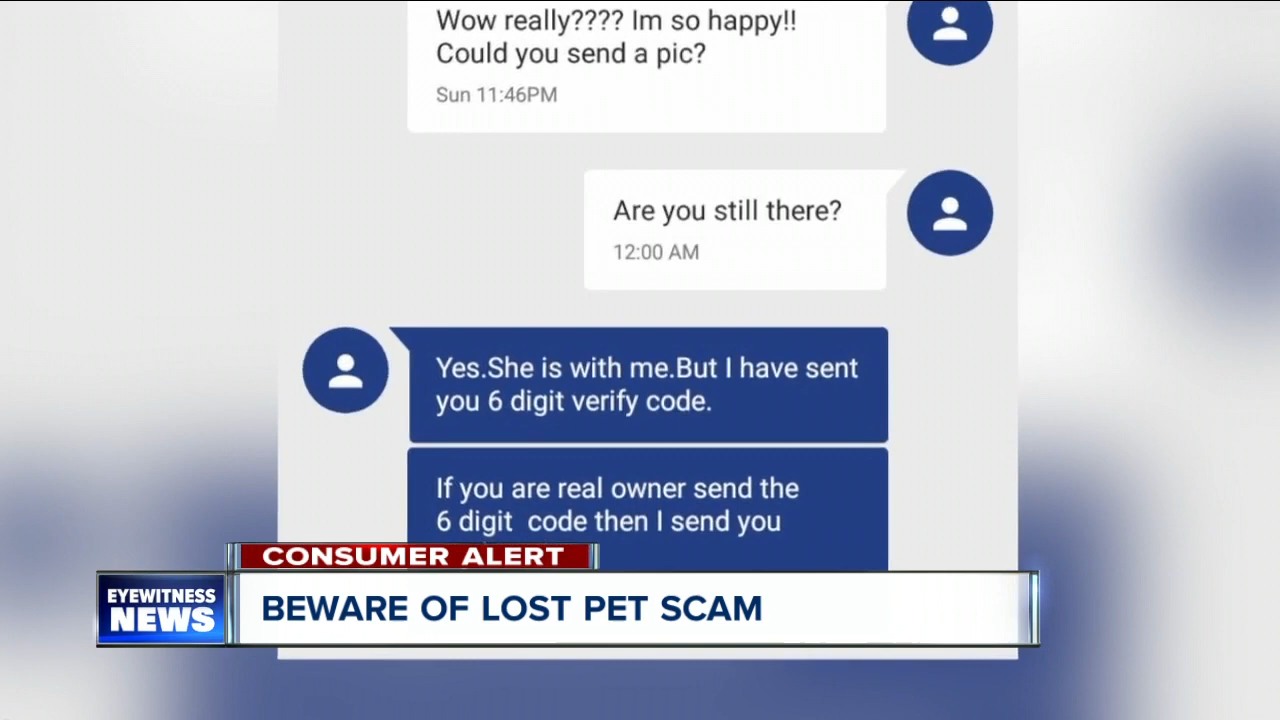 Wow really???? Im so happy!!
Could you send a pic?
Sun 11:46PM
Are you still there?
12:00 AM
Yes.She is with me.But I have sent
you 6 digit verify code.
If you are real owner send the
6 digit  code then I send you
CONSUMER ALERT
EYEWITNESS
NEWS
BEWARE OF LOST PET SCAM